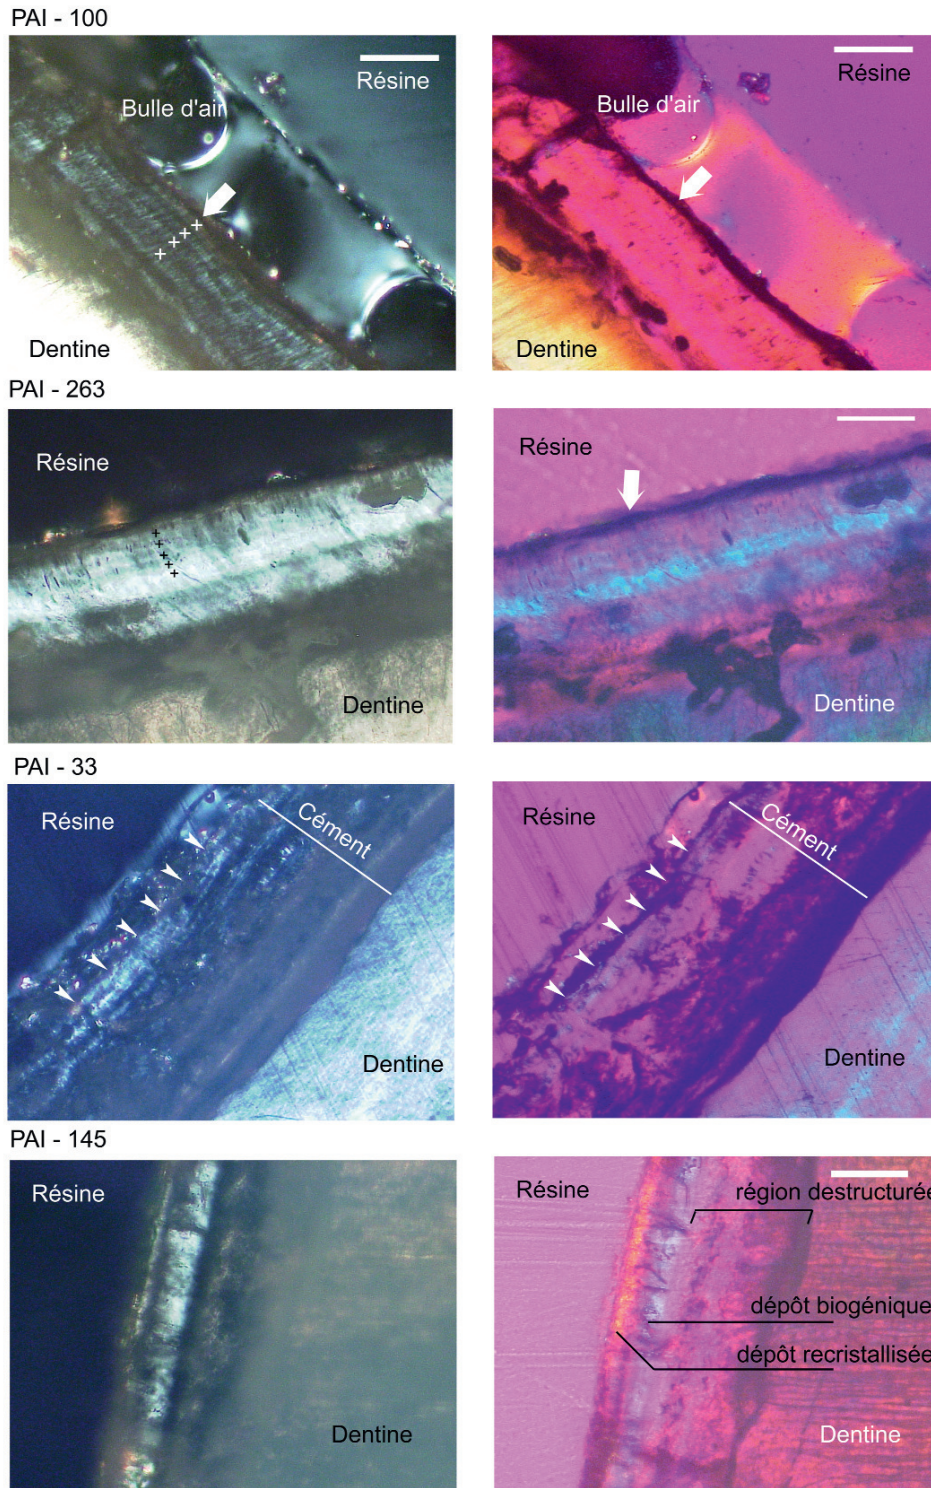 PAI - 100
Résine
Bulle d'air
Dentine
Résine
Bulle d'air
Dentine
PAI - 263
Résine
Dentine
Résine
Dentine
PAI - 33
Résine
Cément
Dentine
Résine
Cément
Dentine
PAI - 145
Résine
Dentine
Résine
région destructurée
dépôt biogénique
dépôt recristallisée
Dentine